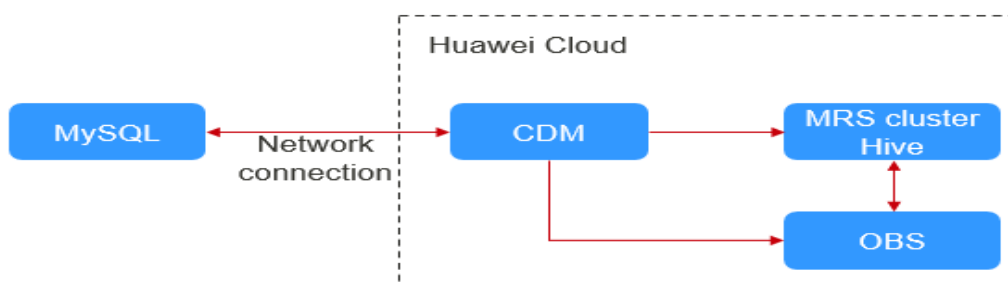 Huawei Cloud
MySQL
Network
connection
CDM
MRS cluster
Hive
OBS